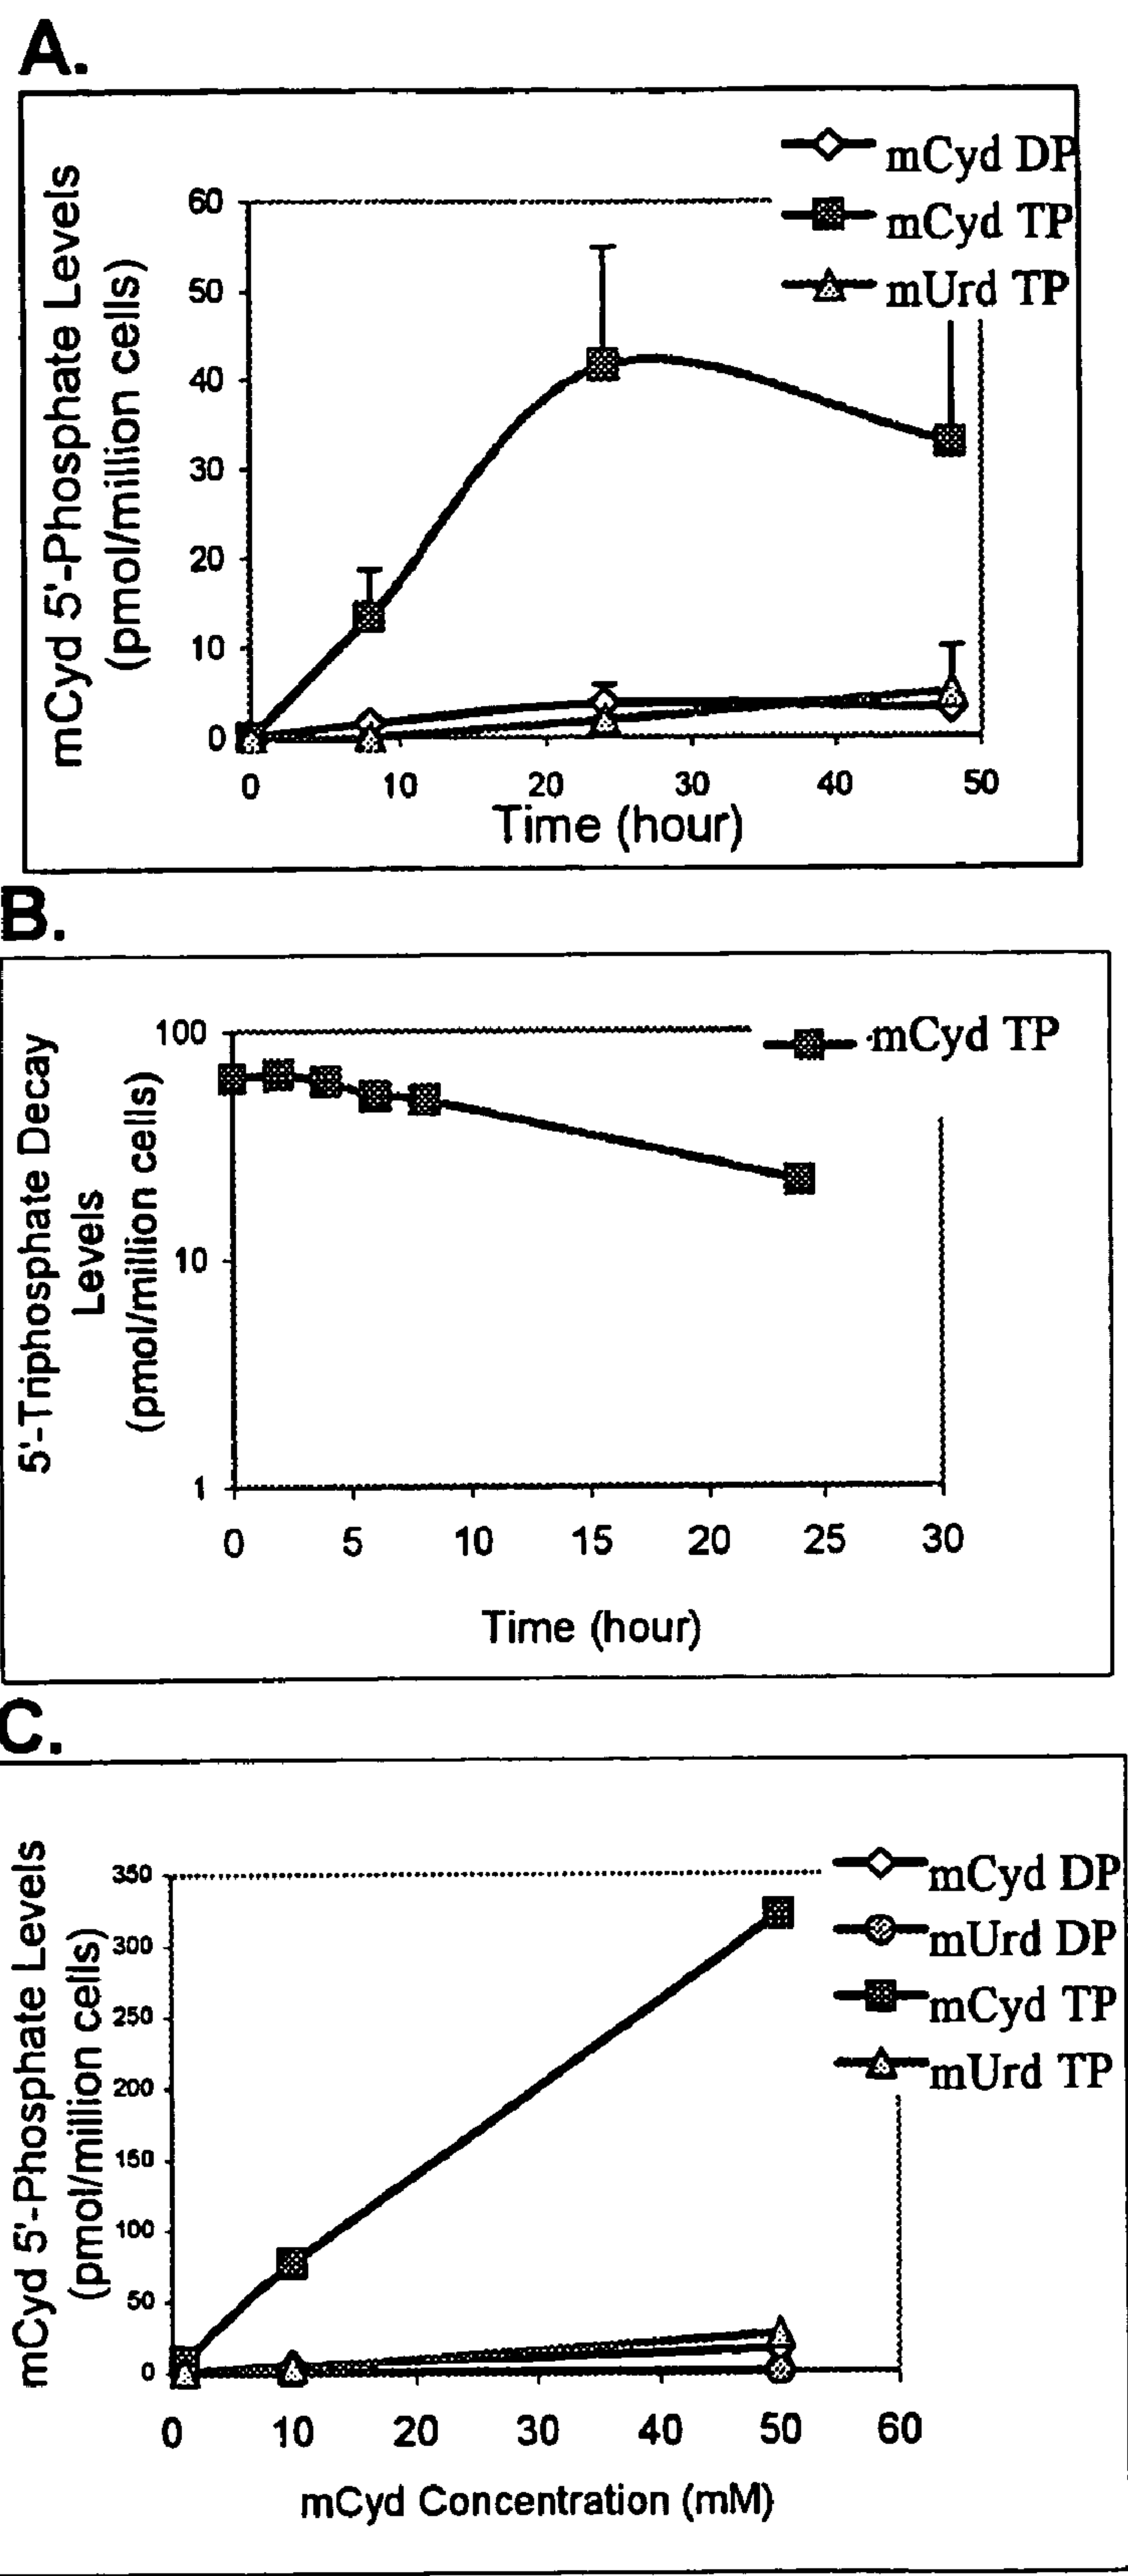 A.
mCyd DP
mCyd TP
mUrd TP
mCyd 5'-Phosphate Levels
(pmol/million cells)
60
50
40
30
20
10
0
0 10 20 30 40 50
Time (hour)
B.
mCyd TP
5'-Triphosphate Decay
Levels
(pmol/million cells)
100
10
1
0 5 10 15 20 25 30
Time (hour)
C.
mCyd DP
mUrd DP
mCyd TP
mUrd TP
mCyd 5'-Phosphate Levels
(pmol/million cells)
350
300
250
200
150
100
50
0
0 10 20 30 40 50 60
mCyd Concentration (mM)